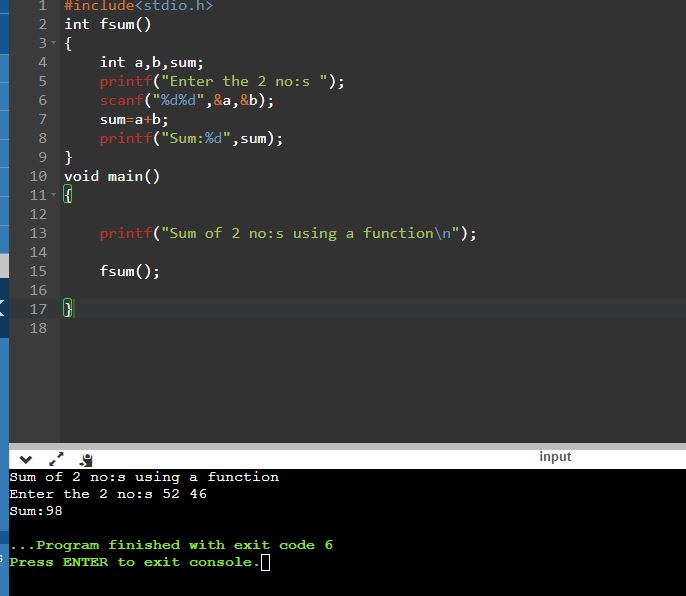 1 #include<stdio.h>
2 int fsum()
3 {
4 int a,b,sum;
5 printf("Enter the 2 no:s ");
6 scanf("%d%d",&a,&b);
7 sum=a+b;
8 printf("Sum:%d",sum);
9 }
10 void main()
11 {
12
13 printf("Sum of 2 no:s using a function\n");
14
15 fsum();
16
17 }
18
input
Sum of 2 no:s using a function
Enter the 2 no:s 52 46
Sum:98
...Program finished with exit code 6
Press ENTER to exit console.